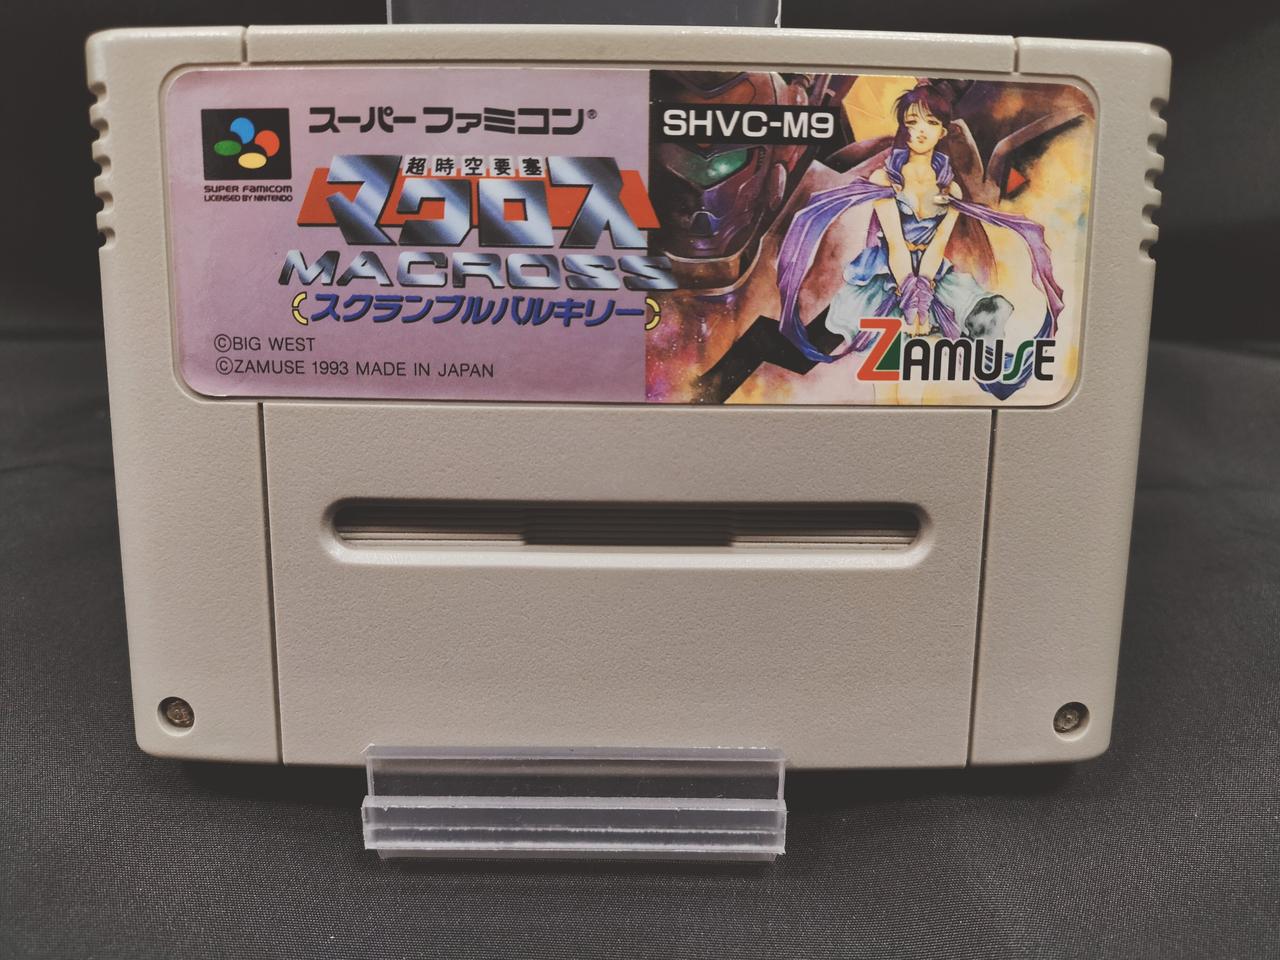 スーパーファミコン®
SUPER FAMICOM
LICENSED BY NINTENDO
超時空要塞
マクロス
MACROSS
スクランブルバルキリー
©BIG WEST
©ZAMUSE 1993 MADE IN JAPAN
SHVC-M9
ZAMUSE